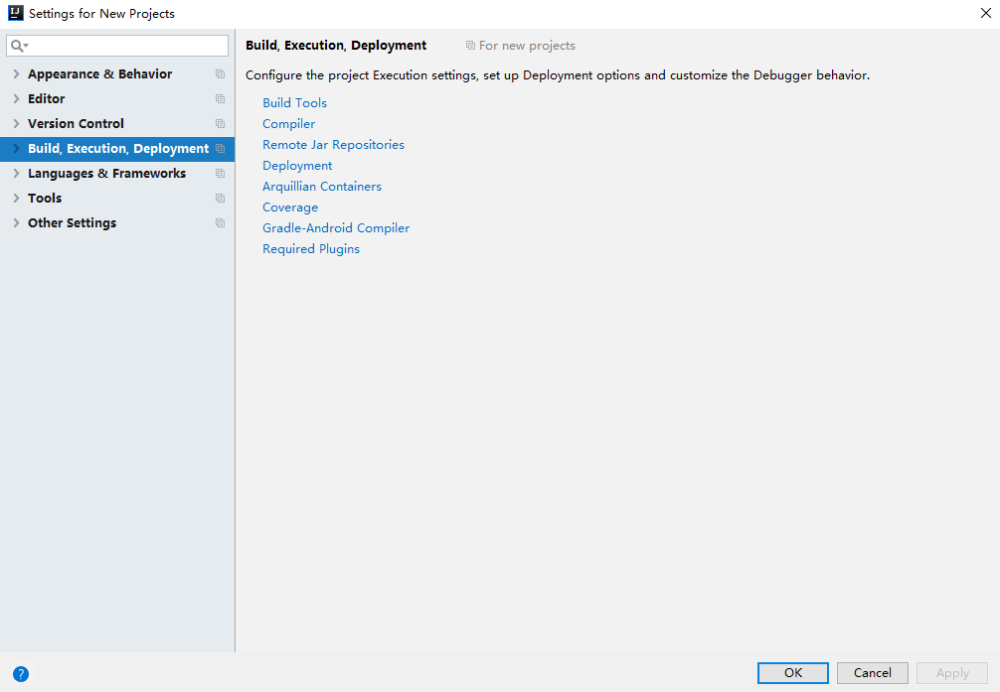 Settings for New Projects
Appearance & Behavior
Editor
Version Control
Build, Execution, Deployment
Languages & Frameworks
Tools
Other Settings
Build, Execution, Deployment For new projects
Configure the project Execution settings, set up Deployment options and customize the Debugger behavior.
Build Tools
Compiler
Remote Jar Repositories
Deployment
Arquillian Containers
Coverage
Gradle-Android Compiler
Required Plugins
?
OK Cancel Apply